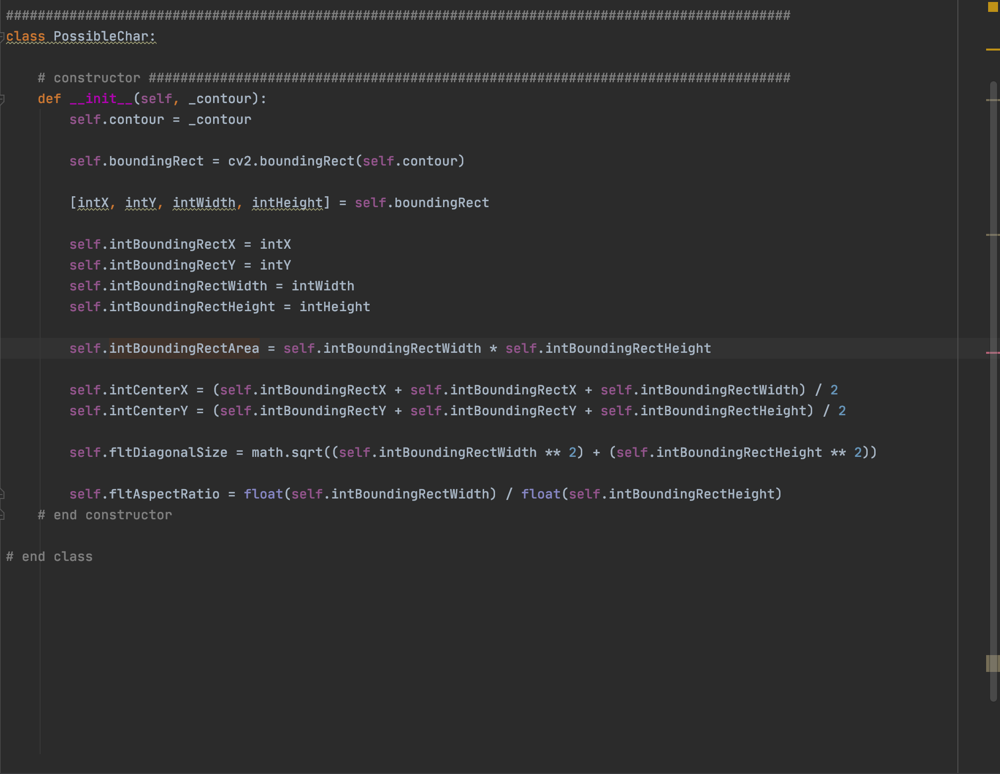 ###################################################################################################
class PossibleChar:
# constructor #################################################################################
def __init__(self, _contour):
self.contour = _contour
self.boundingRect = cv2.boundingRect(self.contour)
[intX, intY, intWidth, intHeight] = self.boundingRect
self.intBoundingRectX = intX
self.intBoundingRectY = intY
self.intBoundingRectWidth = intWidth
self.intBoundingRectHeight = intHeight
self.intBoundingRectArea = self.intBoundingRectWidth * self.intBoundingRectHeight
self.intCenterX = (self.intBoundingRectX + self.intBoundingRectX + self.intBoundingRectWidth) / 2
self.intCenterY = (self.intBoundingRectY + self.intBoundingRectY + self.intBoundingRectHeight) / 2
self.fltDiagonalSize = math.sqrt((self.intBoundingRectWidth ** 2) + (self.intBoundingRectHeight ** 2))
self.fltAspectRatio = float(self.intBoundingRectWidth) / float(self.intBoundingRectHeight)
# end constructor
# end class